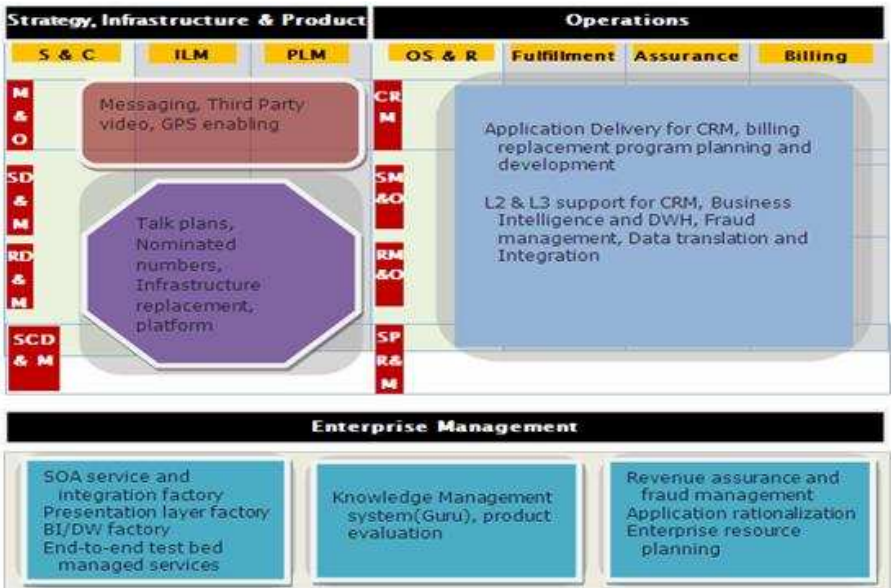 Strategy, Infrastructure & Product
Operations
S & C
ILM
PLM
OS & R
Fulfillment
Assurance
Billing
M
&
O
Messaging, Third Party
video, GPS enabling
SD
&
M
RD
&
M
Talk plans,
Nominated
numbers,
Infrastructure
replacement,
platform
SCD
& M
CR
M
SM
&O
RM
&O
SP
R&
M
Application Delivery for CRM, billing
replacement program planning and
development
L2 & L3 support for CRM, Business
Intelligence and DWH, Fraud
management, Data translation and
Integration
Enterprise Management
SOA service and
integration factory
Presentation layer factory
BI/DW factory
End-to-end test bed
managed services
Knowledge Management
system(Guru), product
evaluation
Revenue assurance and
fraud management
Application rationalization
Enterprise resource
planning